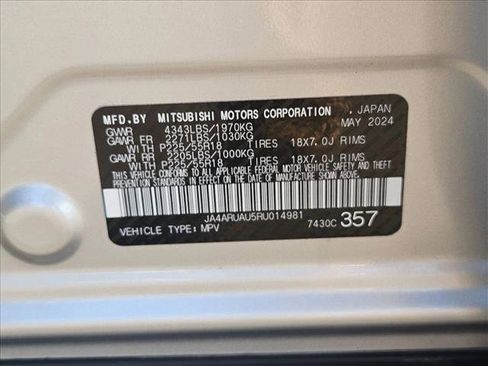 MFD.BY MITSUBISHI MOTORS CORPORATION , JAPAN
GVWR 4343LBS/1970KG MAY 2024
GAWR FR 2271LBS/1030KG
WITH P225/55R18 TIRES 18X7.0J RIMS
GAWR RR 2205LBS/1000KG
WITH P225/55R18 TIRES 18X7.0J RIMS
THIS VEHICLE CONFORMS TO ALL APPLICABLE FEDERAL MOTOR VEHICLE SAFETY AND THEFT
PREVENTION STANDARDS IN EFFECT ON THE DATE OF MANUFACTURE SHOWN ABOVE.
JA4ARUAU5RU014981
VEHICLE TYPE: MPV 7430C 357